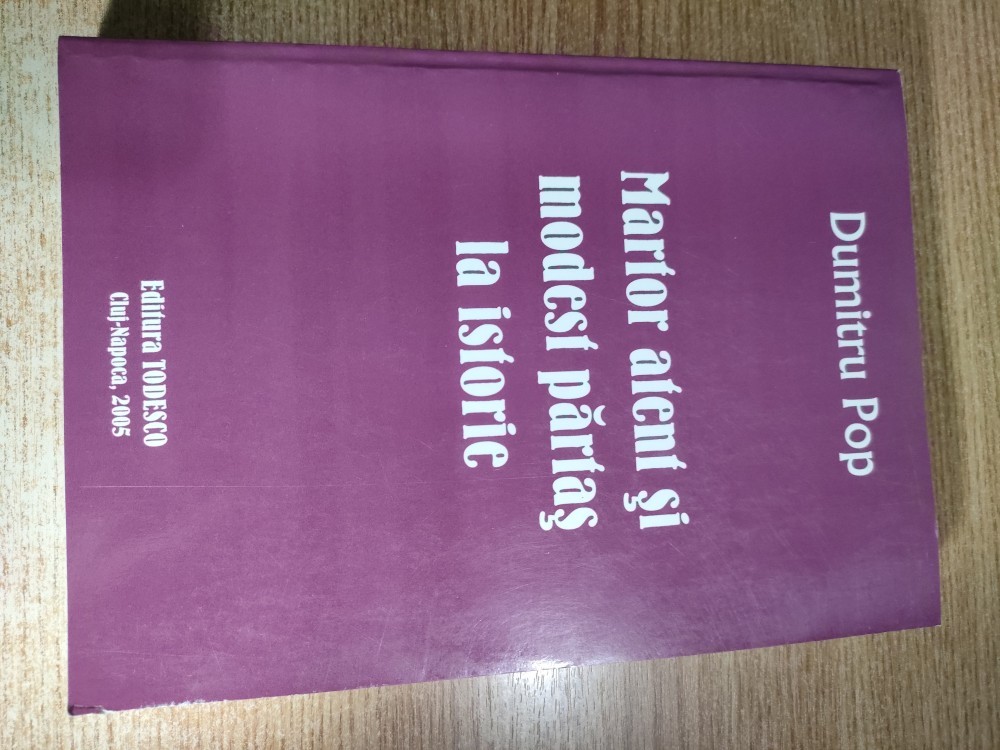 Dumitru Pop
Martor atent şi
modest părtaş
la istorie
Editura TODESCO
Cluj-Napoca, 2005